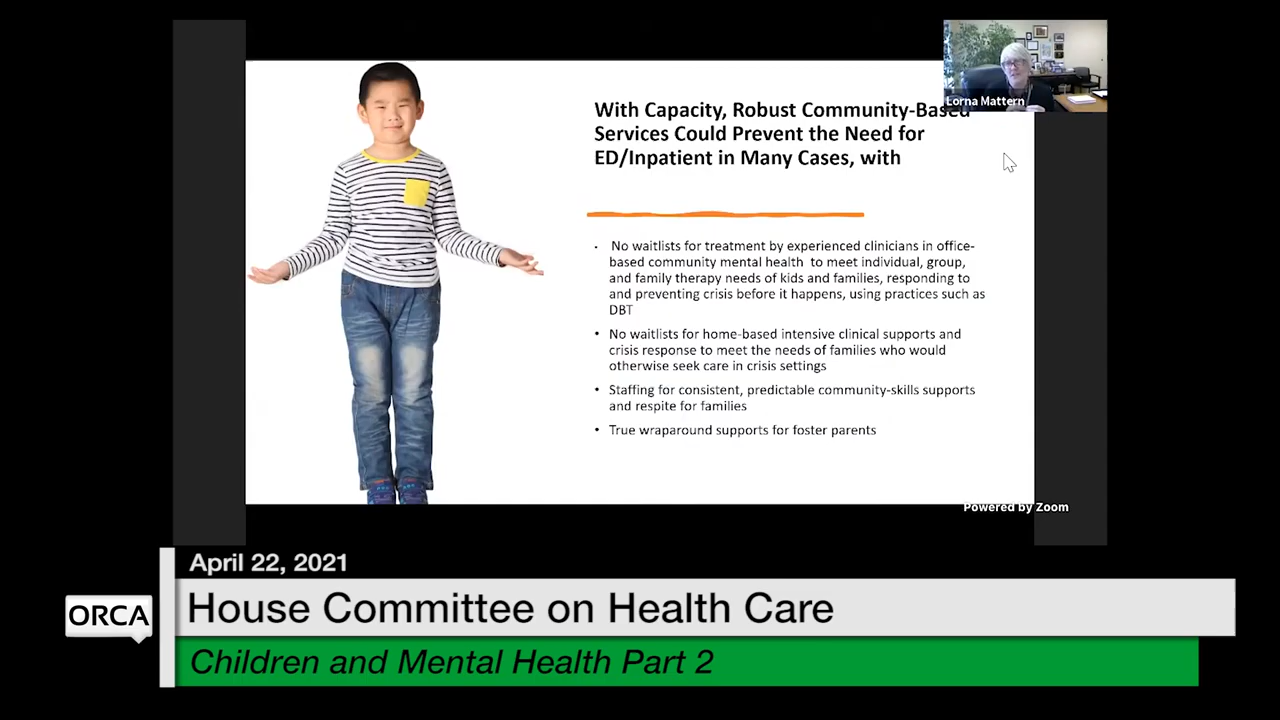 Lorna Mattern
With Capacity, Robust Community-Based
Services Could Prevent the Need for
ED/Inpatient in Many Cases, with
· No waitlists for treatment by experienced clinicians in office-
based community mental health to meet individual, group,
and family therapy needs of kids and families, responding to
and preventing crisis before it happens, using practices such as
DBT
• No waitlists for home-based intensive clinical supports and
crisis response to meet the needs of families who would
otherwise seek care in crisis settings
• Staffing for consistent, predictable community-skills supports
and respite for families
• True wraparound supports for foster parents
Powered by Zoom
April 22, 2021
ORCA
House Committee on Health Care
Children and Mental Health Part 2